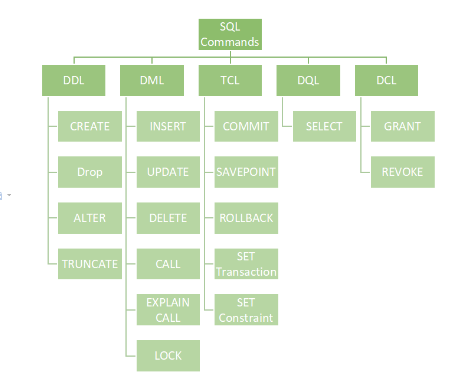 SQL
Commands
DDL
DML
TCL
DQL
DCL
CREATE
INSERT
COMMIT
SELECT
GRANT
Drop
UPDATE
SAVEPOINT
REVOKE
ALTER
DELETE
ROLLBACK
TRUNCATE
CALL
SET
Transaction
EXPLAIN
CALL
SET
Constraint
LOCK